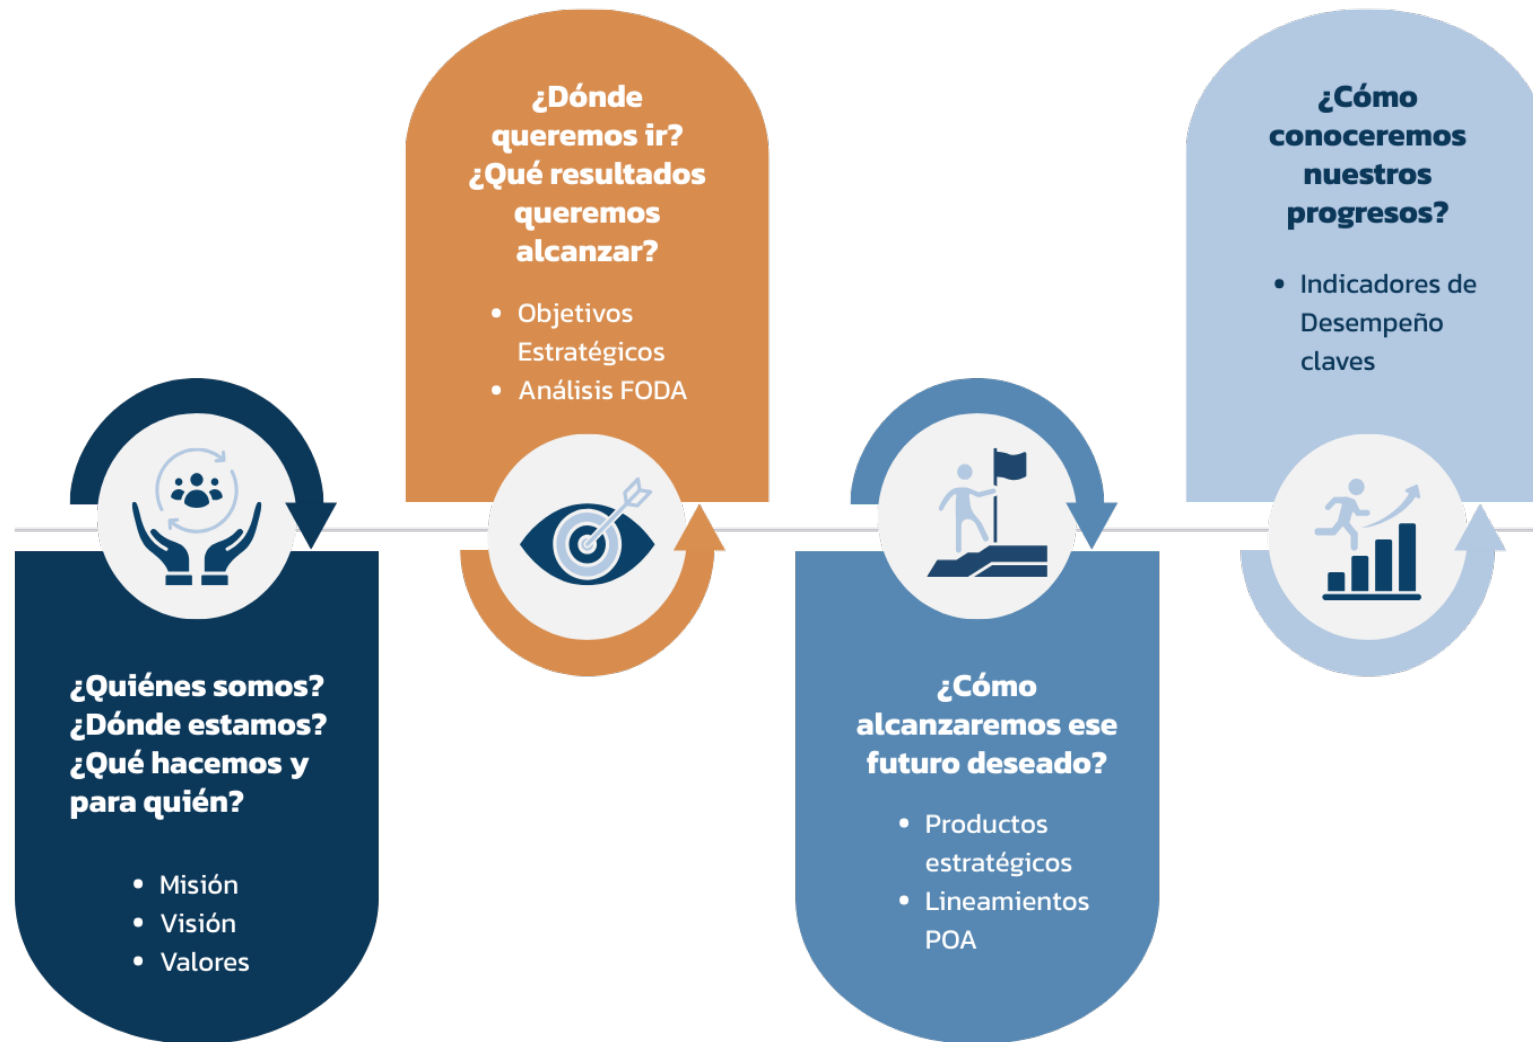 ¿Quiénes somos?
¿Dónde estamos?
¿Qué hacemos y
para quién?
• Misión
• Visión
• Valores
¿Dónde
queremos ir?
¿Qué resultados
queremos
alcanzar?
• Objetivos
Estratégicos
• Análisis FODA
¿Cómo
alcanzaremos ese
futuro deseado?
• Productos
estratégicos
• Lineamientos
POA
¿Cómo
conoceremos
nuestros
progresos?
• Indicadores de
Desempeño
claves